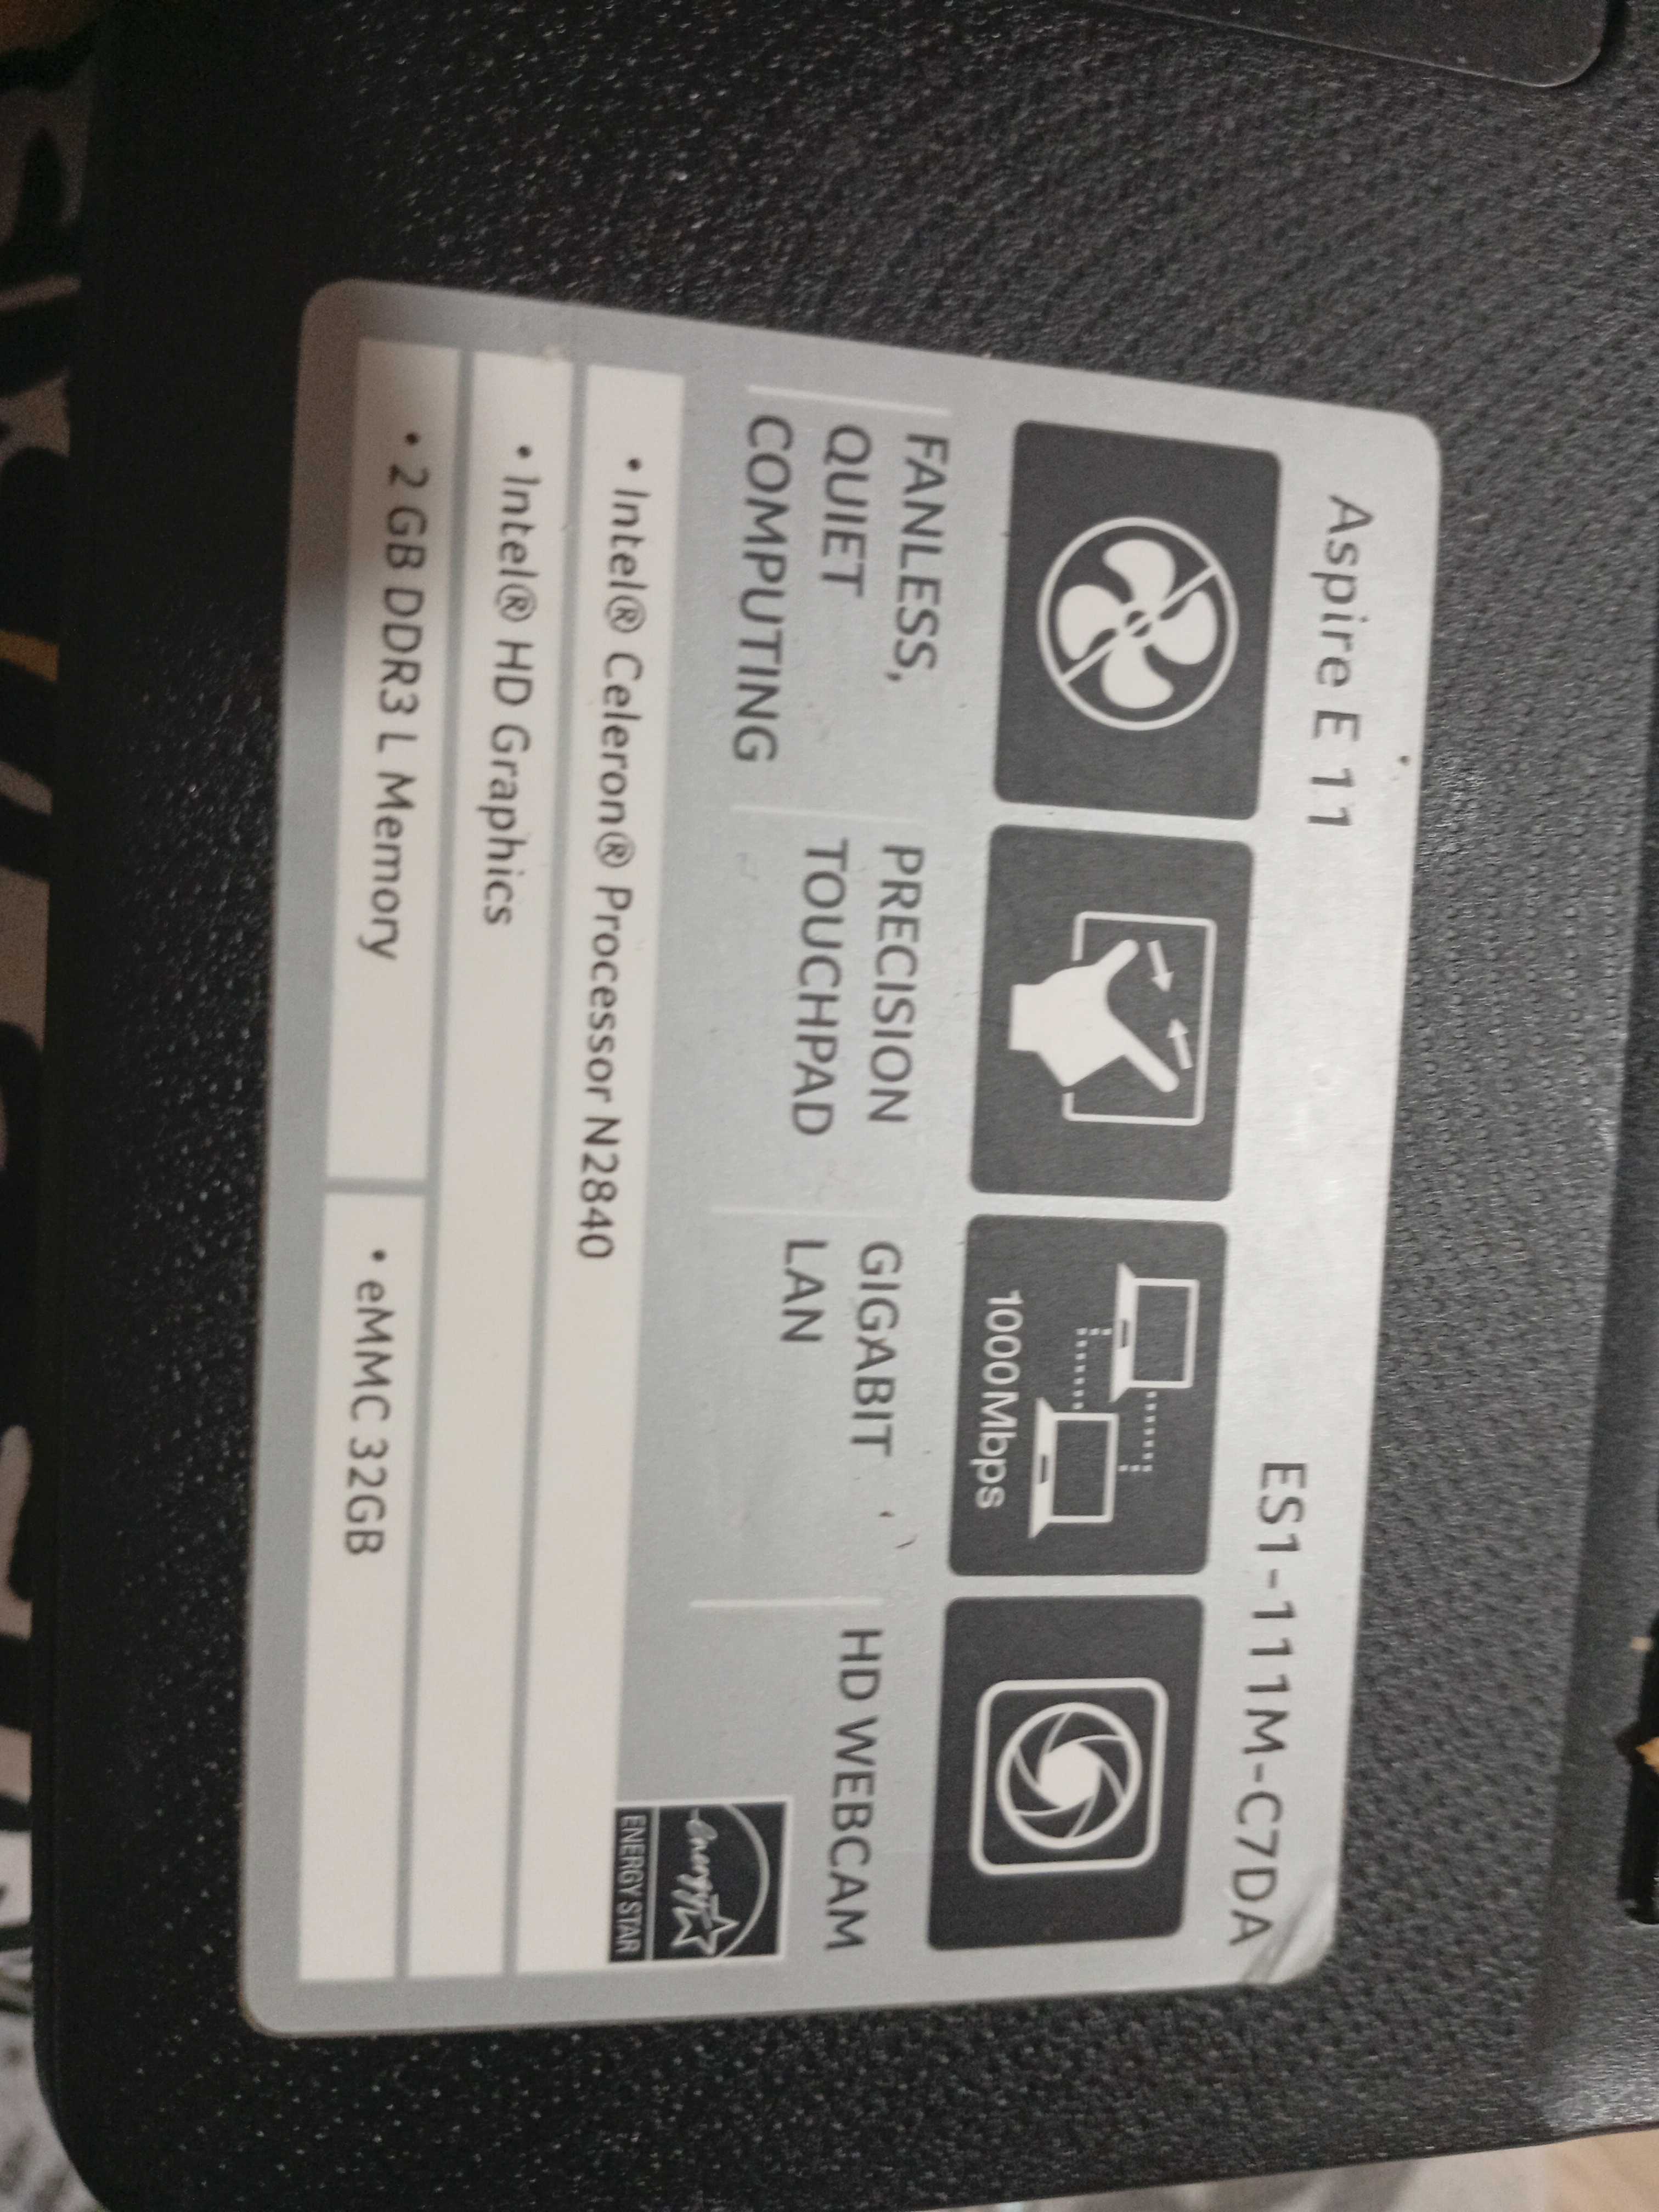 Aspire E 11
ES1-111M-C7DA
1000Mbps
FANLESS,
QUIET
COMPUTING
PRECISION
TOUCHPAD
GIGABIT
LAN
HD WEBCAM
energy
ENERGY STAR
• Intel® Celeron® Processor N2840
• Intel® HD Graphics
• 2 GB DDR3 L Memory
• eMMC 32GB